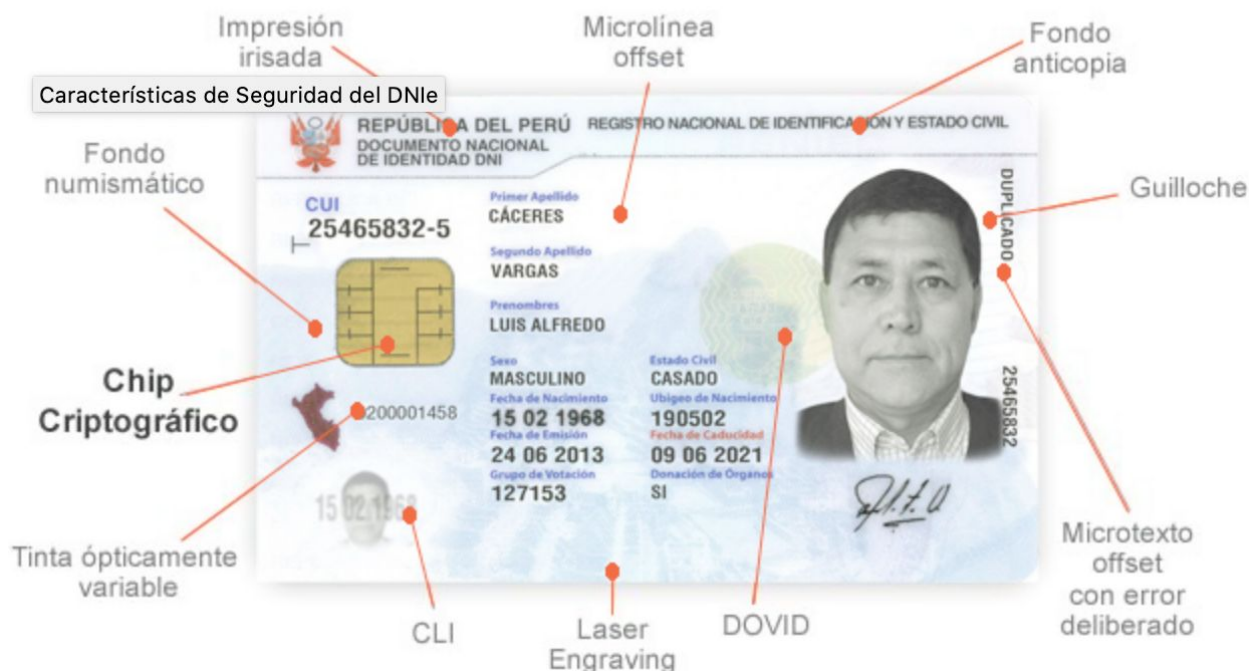 Impresión
irisada
Microlínea
offset
Fondo
anticopia
Características de Seguridad del DNIe
REPÚBLICA DEL PERÚ
REGISTRO NACIONAL DE IDENTIFICACIÓN Y ESTADO CIVIL
DOCUMENTO NACIONAL
DE IDENTIDAD DNI
Fondo
numismático
Guilloche
CUI
25465832-5
Primer Apellido
CÁCERES
DUPLICADO
Segundo Apellido
VARGAS
Prenombres
LUIS ALFREDO
Chip
Criptográfico
Sexo
MASCULINO
Estado Civil
CASADO
Fecha de Nacimiento
15 02 1968
Ubigeo de Nacimiento
190502
25465832
200001458
Fecha de Emisión
24 06 2013
Fecha de Caducidad
09 06 2021
Grupo de Votación
127153
Donación de Órganos
SI
15 02 1968
Tinta ópticamente
variable
CLI
Laser
Engraving
DOVID
Microtexto
offset
con error
deliberado